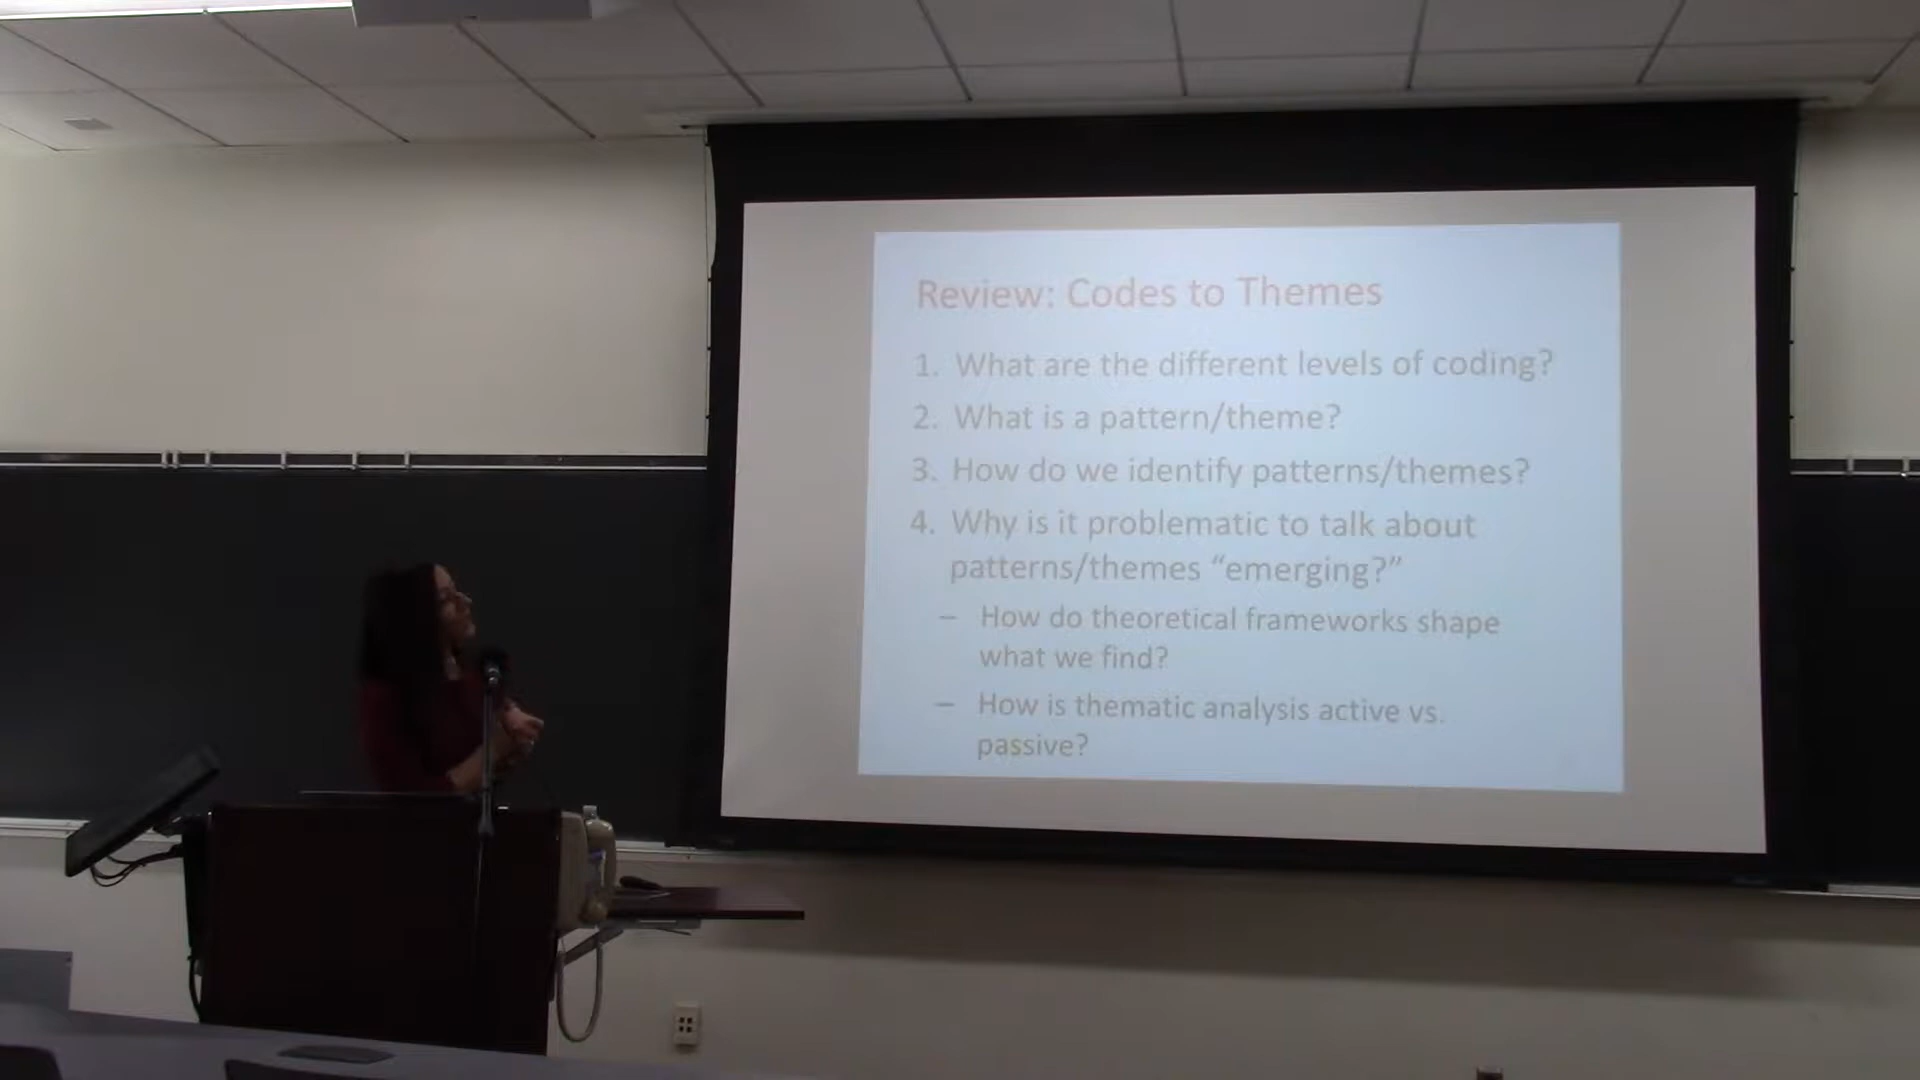 Review: Codes to Themes
1. What are the different levels of coding?
2. What is a pattern/theme?
3. How do we identify patterns/themes?
4. Why is it problematic to talk about
patterns/themes “emerging?”
– How do theoretical frameworks shape
what we find?
– How is thematic analysis active vs.
passive?